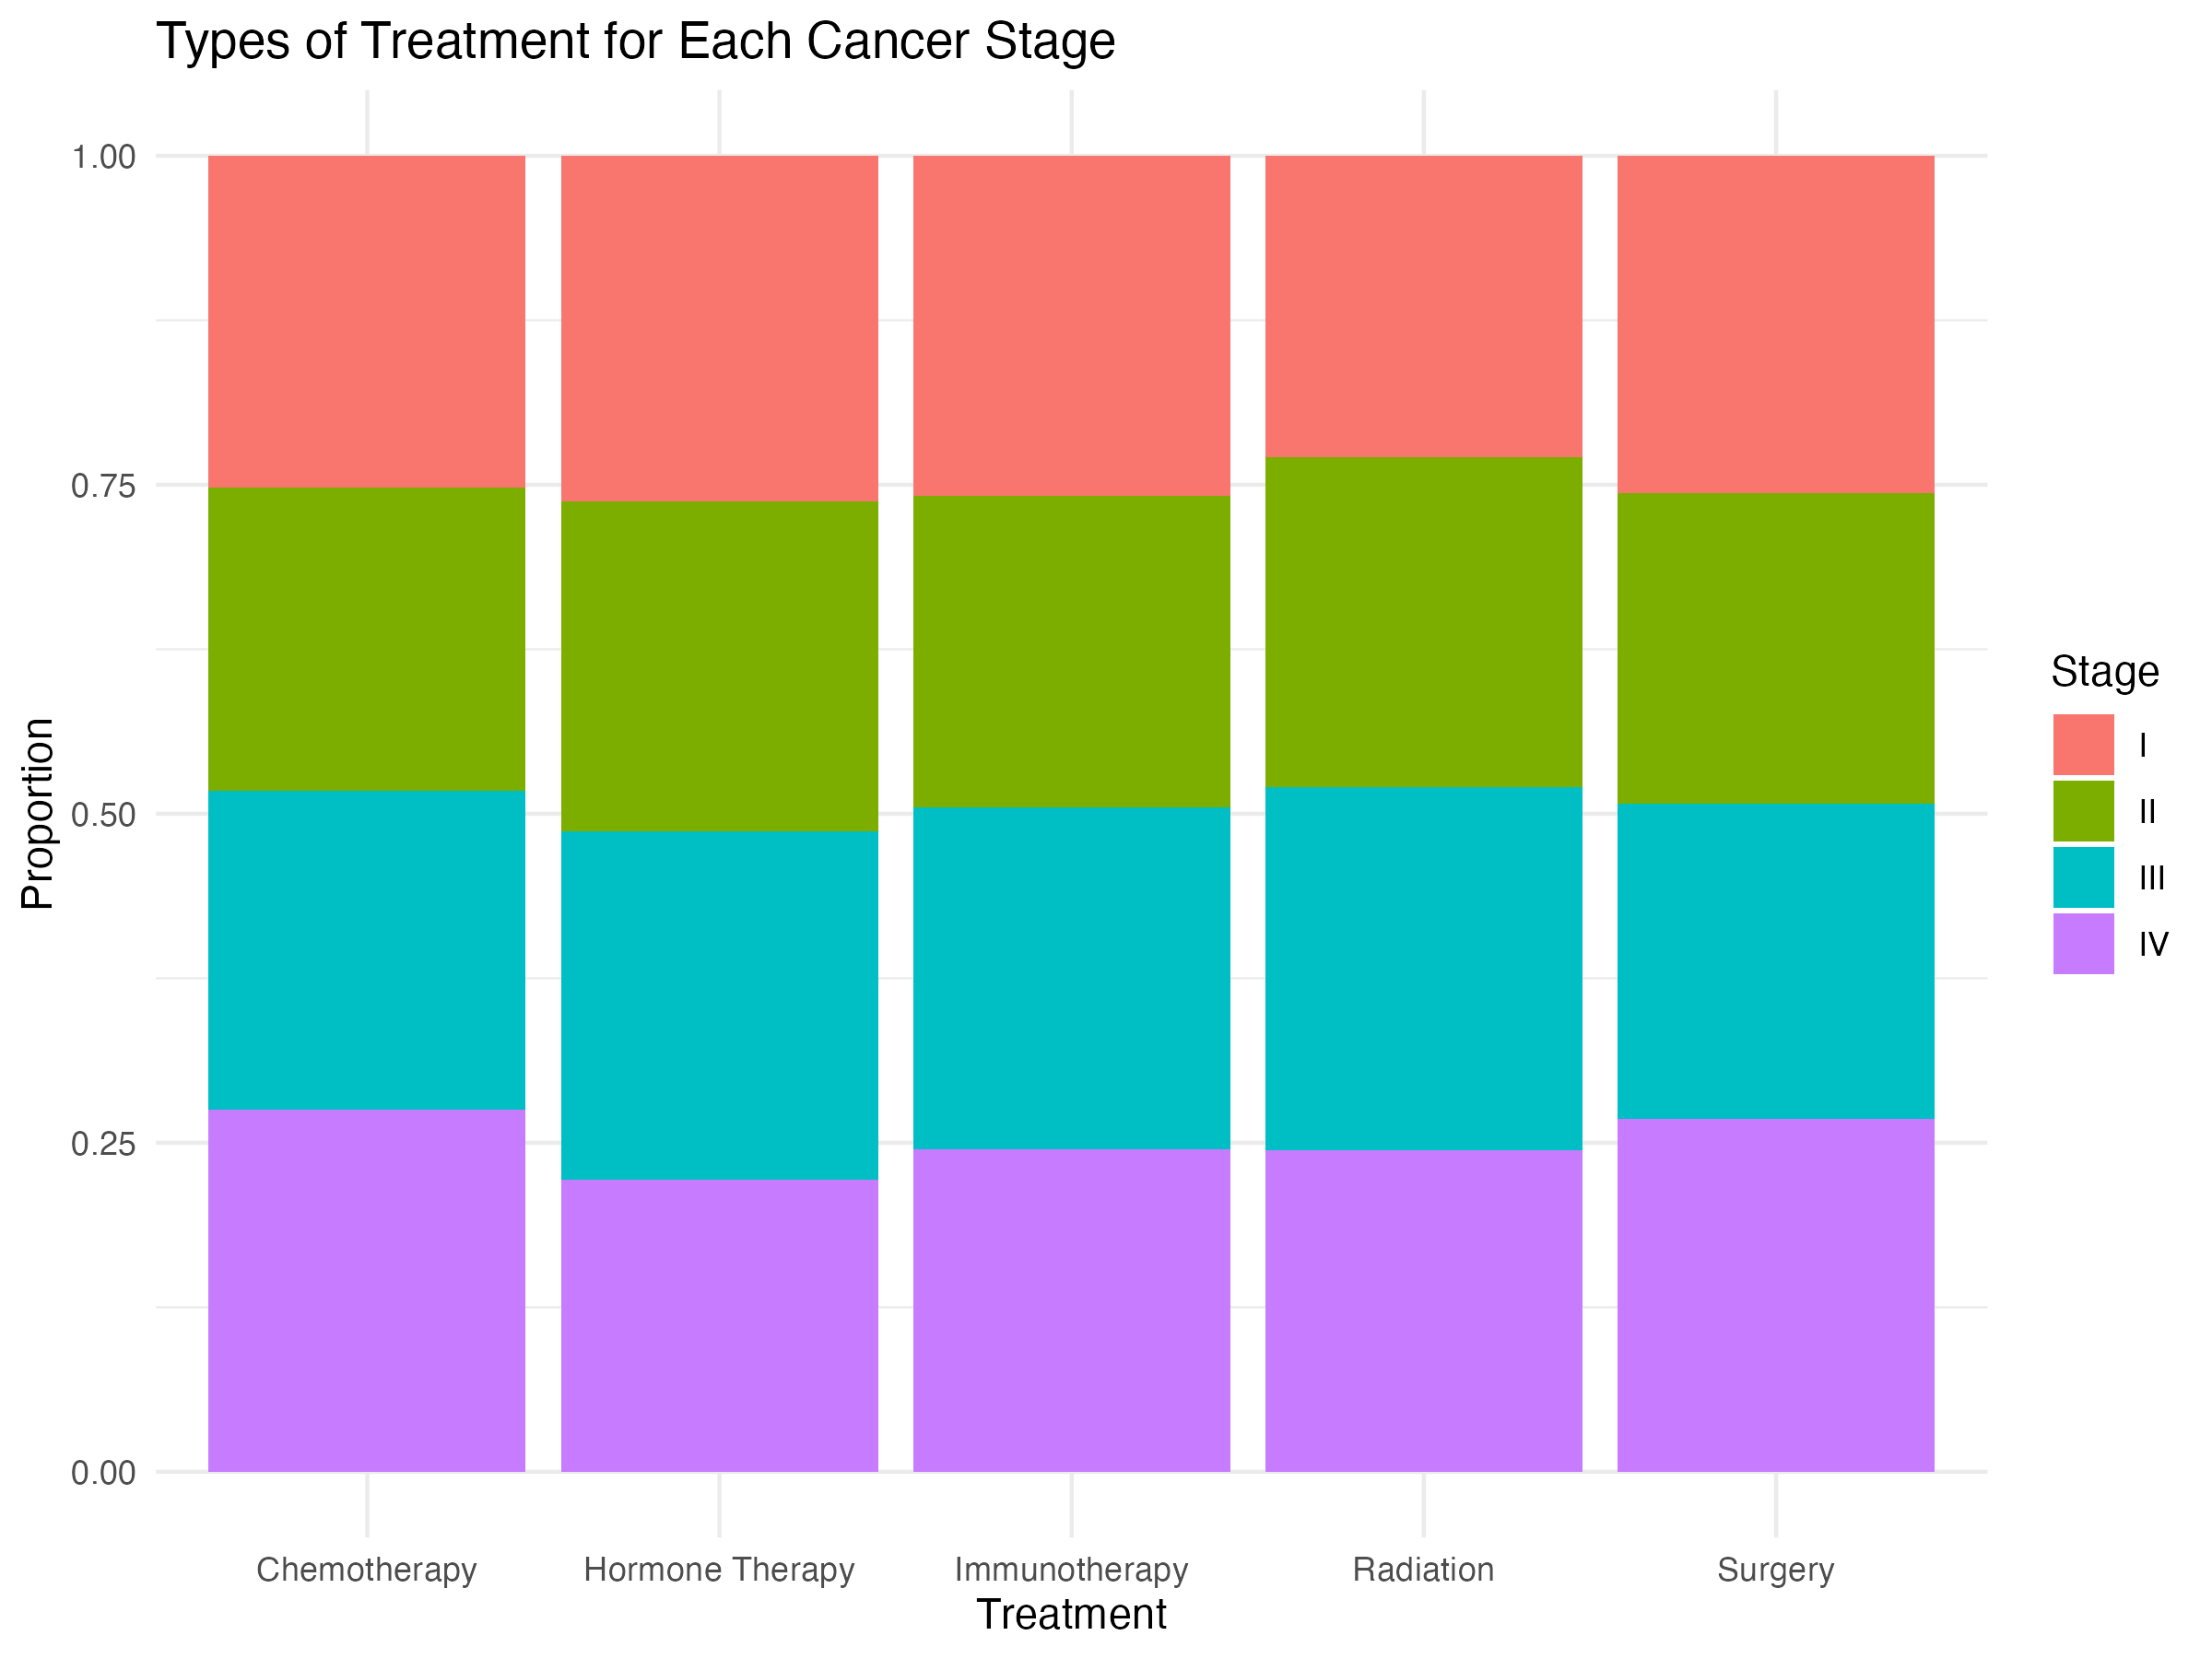 Types of Treatment for Each Cancer Stage
1.00
0.75
0.50
0.25
0.00
Proportion
Chemotherapy
Hormone Therapy
Immunotherapy
Radiation
Surgery
Treatment
Stage
I
II
III
IV